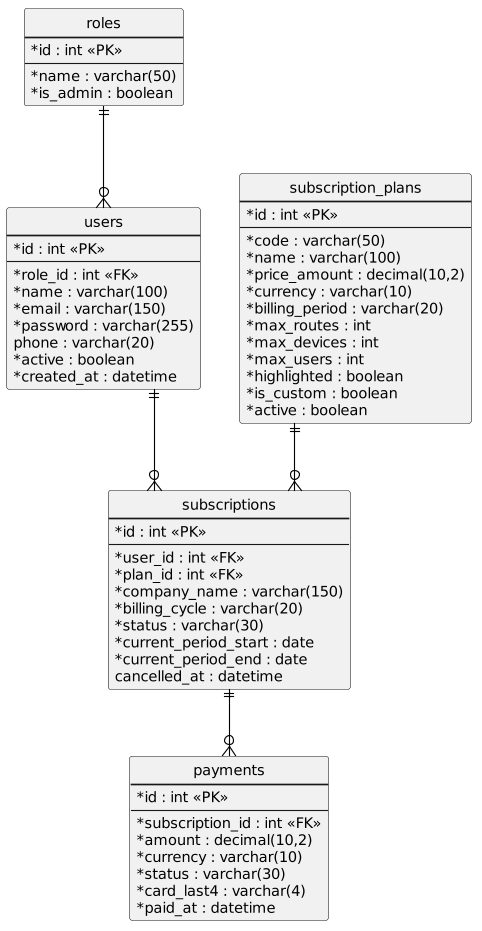 roles
*id : int «PK»
*name : varchar(50)
*is_admin : boolean
users
*id : int «PK»
*role_id : int «FK»
*name : varchar(100)
*email : varchar(150)
*password : varchar(255)
phone : varchar(20)
*active : boolean
*created_at : datetime
subscription_plans
*id : int «PK»
*code : varchar(50)
*name : varchar(100)
*price_amount : decimal(10,2)
*currency : varchar(10)
*billing_period : varchar(20)
*max_routes : int
*max_devices : int
*max_users : int
*highlighted : boolean
*is_custom : boolean
*active : boolean
subscriptions
*id : int «PK»
*user_id : int «FK»
*plan_id : int «FK»
*company_name : varchar(150)
*billing_cycle : varchar(20)
*status : varchar(30)
*current_period_start : date
*current_period_end : date
cancelled_at : datetime
payments
*id : int «PK»
*subscription_id : int «FK»
*amount : decimal(10,2)
*currency : varchar(10)
*status : varchar(30)
*card_last4 : varchar(4)
*paid_at : datetime